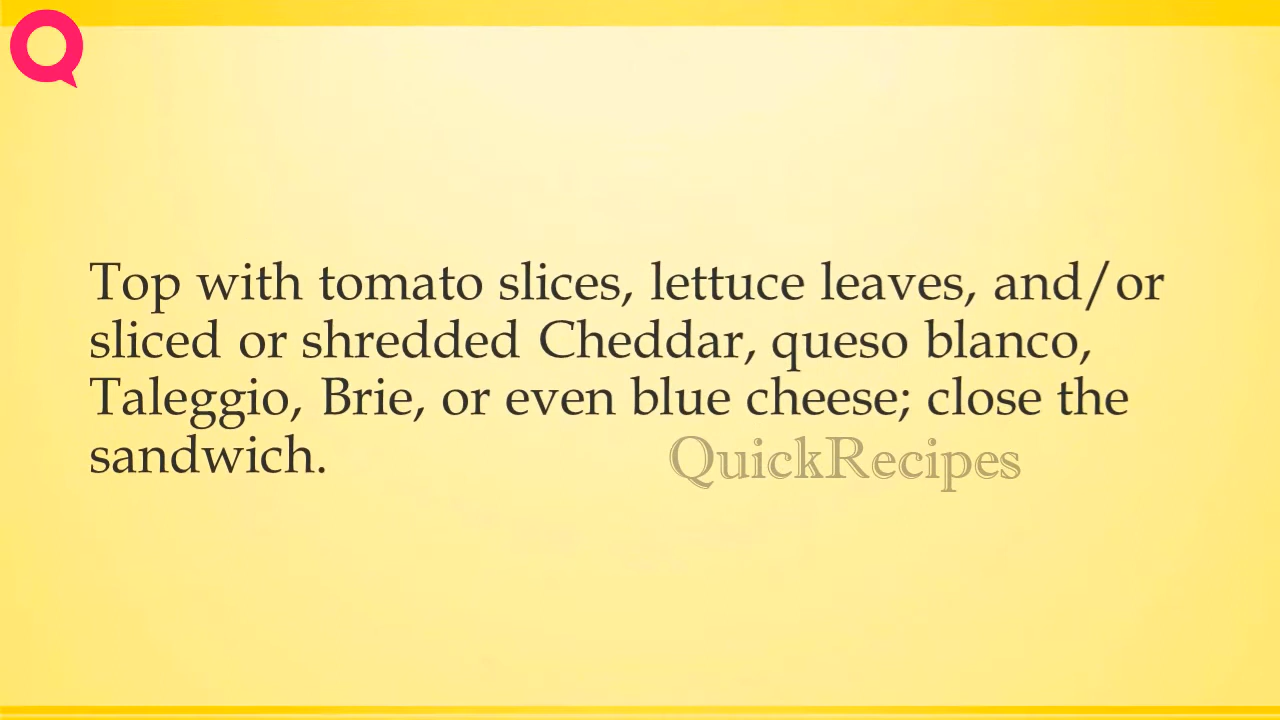 Top with tomato slices, lettuce leaves, and/or
sliced or shredded Cheddar, queso blanco,
Taleggio, Brie, or even blue cheese; close the
sandwich.
QuickRecipes